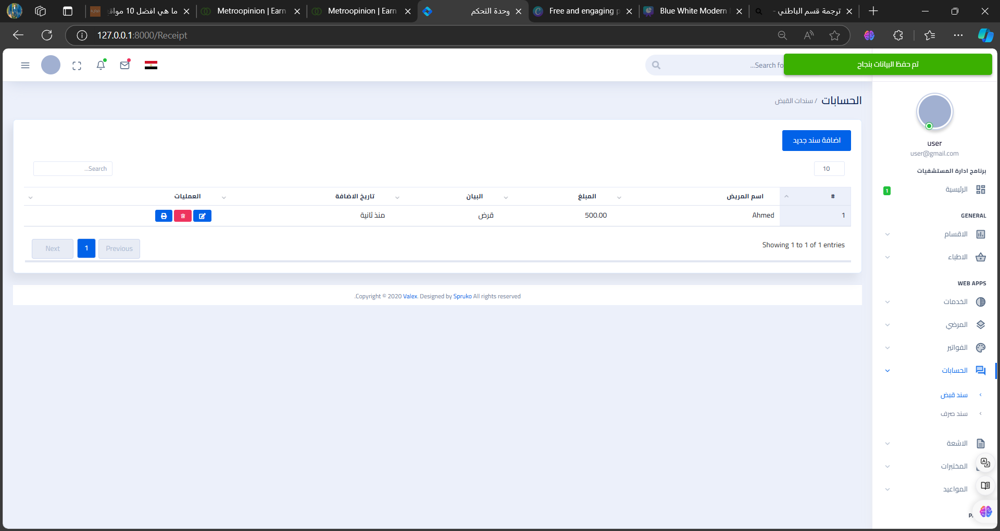 ما هي افضل 10 مواقع
Metroopinion | Earn
Metroopinion | Earn
وحدة التحكم
Free and engaging p
Blue White Modern
ترجمة قسم الباطني -
127.0.0.1:8000/Receipt
Search fo...
تم حفظ البيانات بنجاح
الحسابات / سندات القبض
اضافة سند جديد
10
Search...
# اسم المريض المبلغ البيان تاريخ الاضافة العمليات
1 Ahmed 500.00 قرض منذ ثانية
Showing 1 to 1 of 1 entries
Previous 1 Next
Copyright © 2020 Valex. Designed by Spruko All rights reserved.
user
user@gmail.com
برنامج ادارة المستشفيات
الرئيسية 1
GENERAL
الاقسام
الاطباء
WEB APPS
الخدمات
المرضي
الفواتير
الحسابات
سند قبض
سند صرف
الاشعة
المختبرات
المواعيد